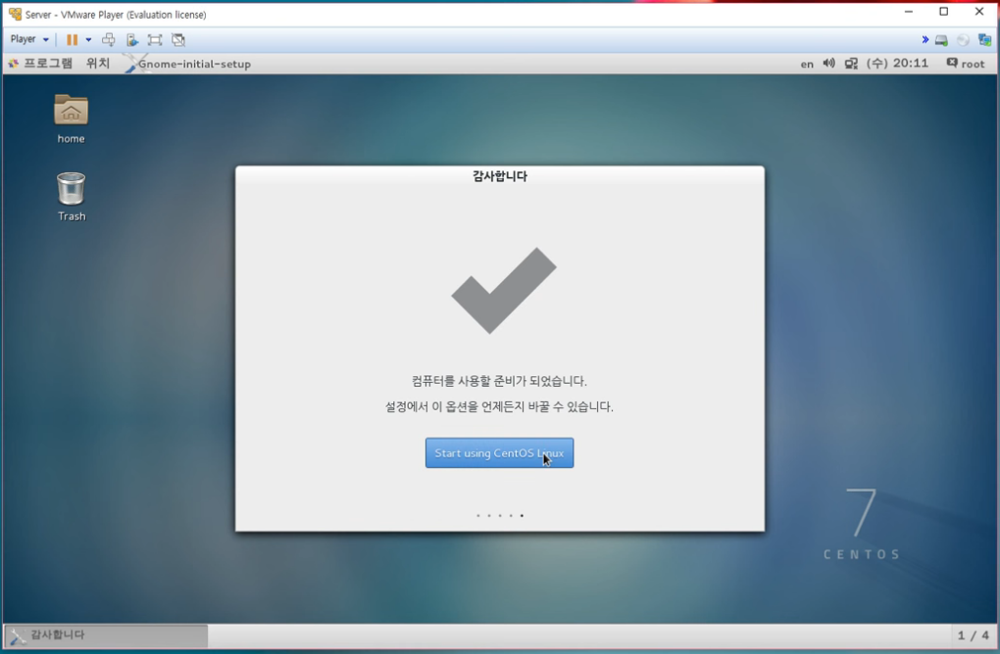 Server - VMware Player (Evaluation license)
Player
프로그램 위치 Gnome-initial-setup en (수) 20:11 root
home
Trash
감사합니다
컴퓨터를 사용할 준비가 되었습니다.
설정에서 이 옵션을 언제든지 바꿀 수 있습니다.
Start using CentOS Linux
7
CENTOS
감사합니다 1 / 4